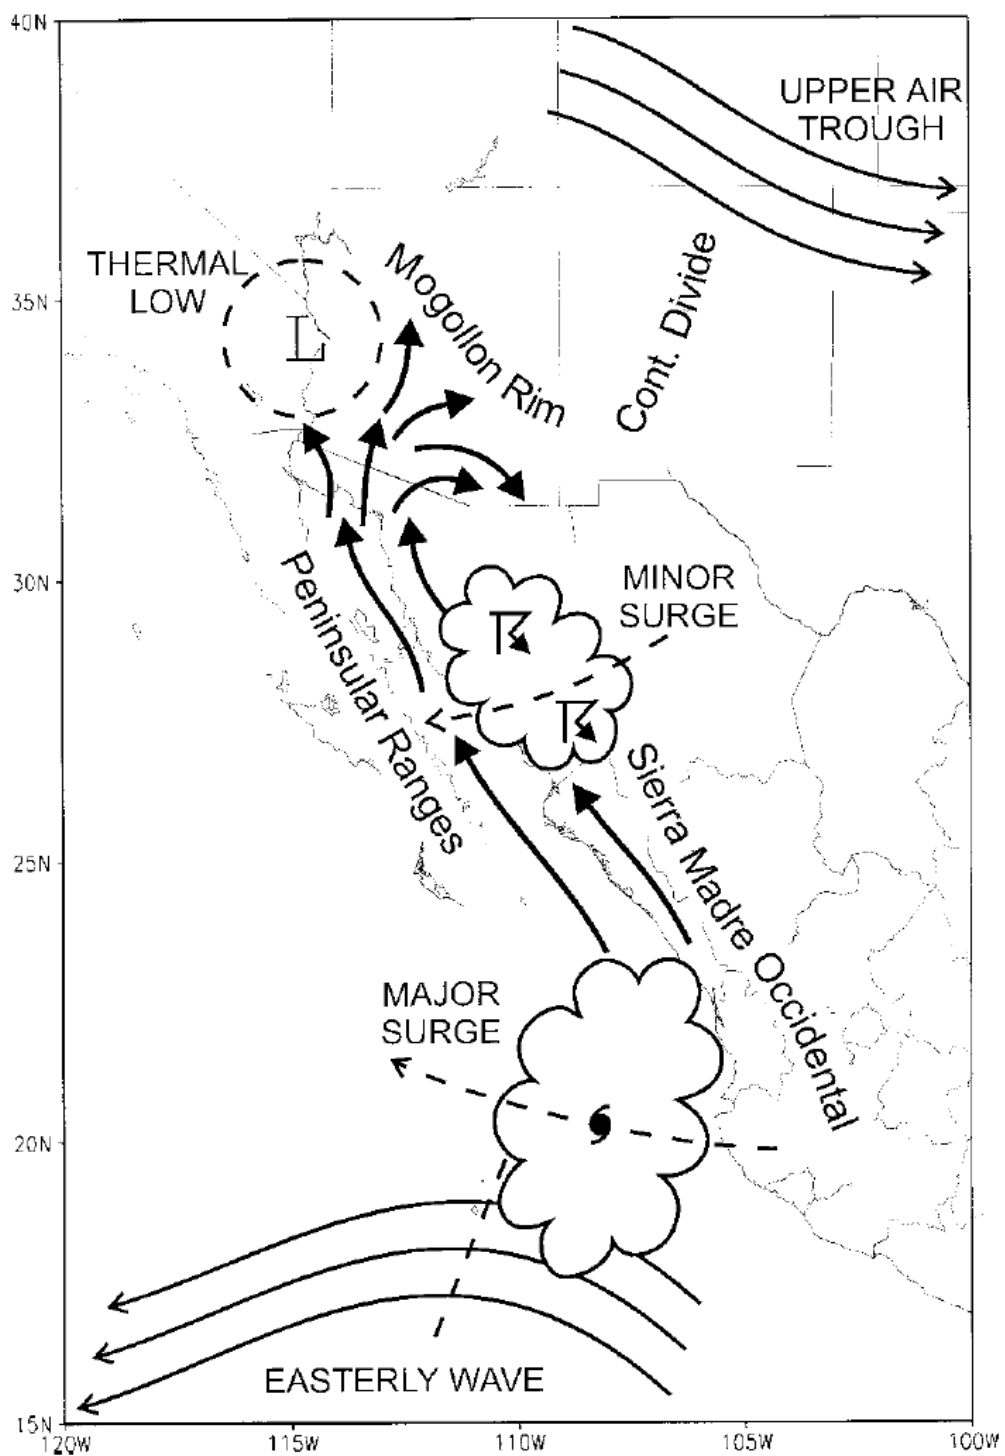 40N
UPPER AIR
TROUGH
THERMAL
LOW
Mogollon Rim
Cont. Divide
35N
L
30N
Peninsular Ranges
MINOR
SURGE
Sierra Madre Occidental
25N
MAJOR
SURGE
20N
EASTERLY WAVE
15N
120W
115W
110W
105W
100W